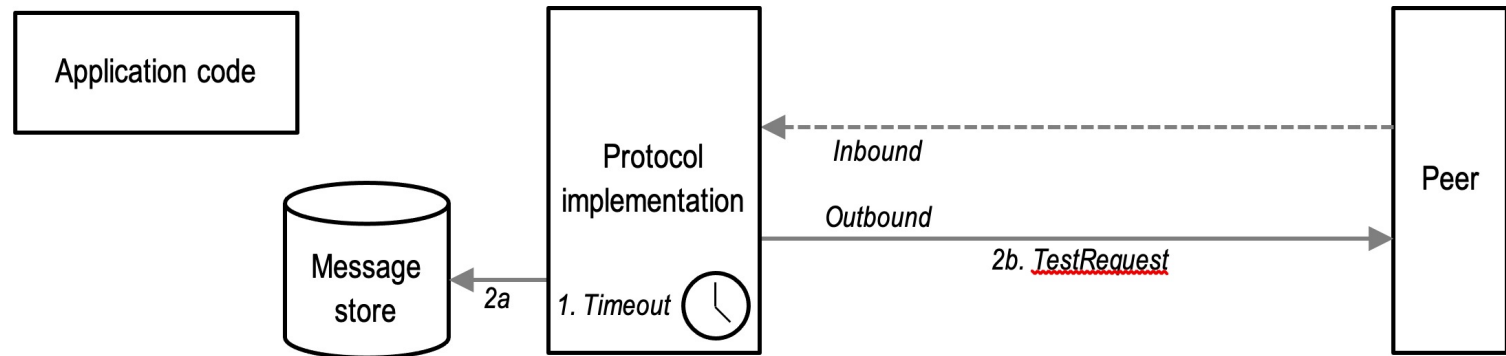 Application code
Protocol
implementation
Inbound
Peer
Outbound
2b. TestRequest
Message
store
2a
1. Timeout